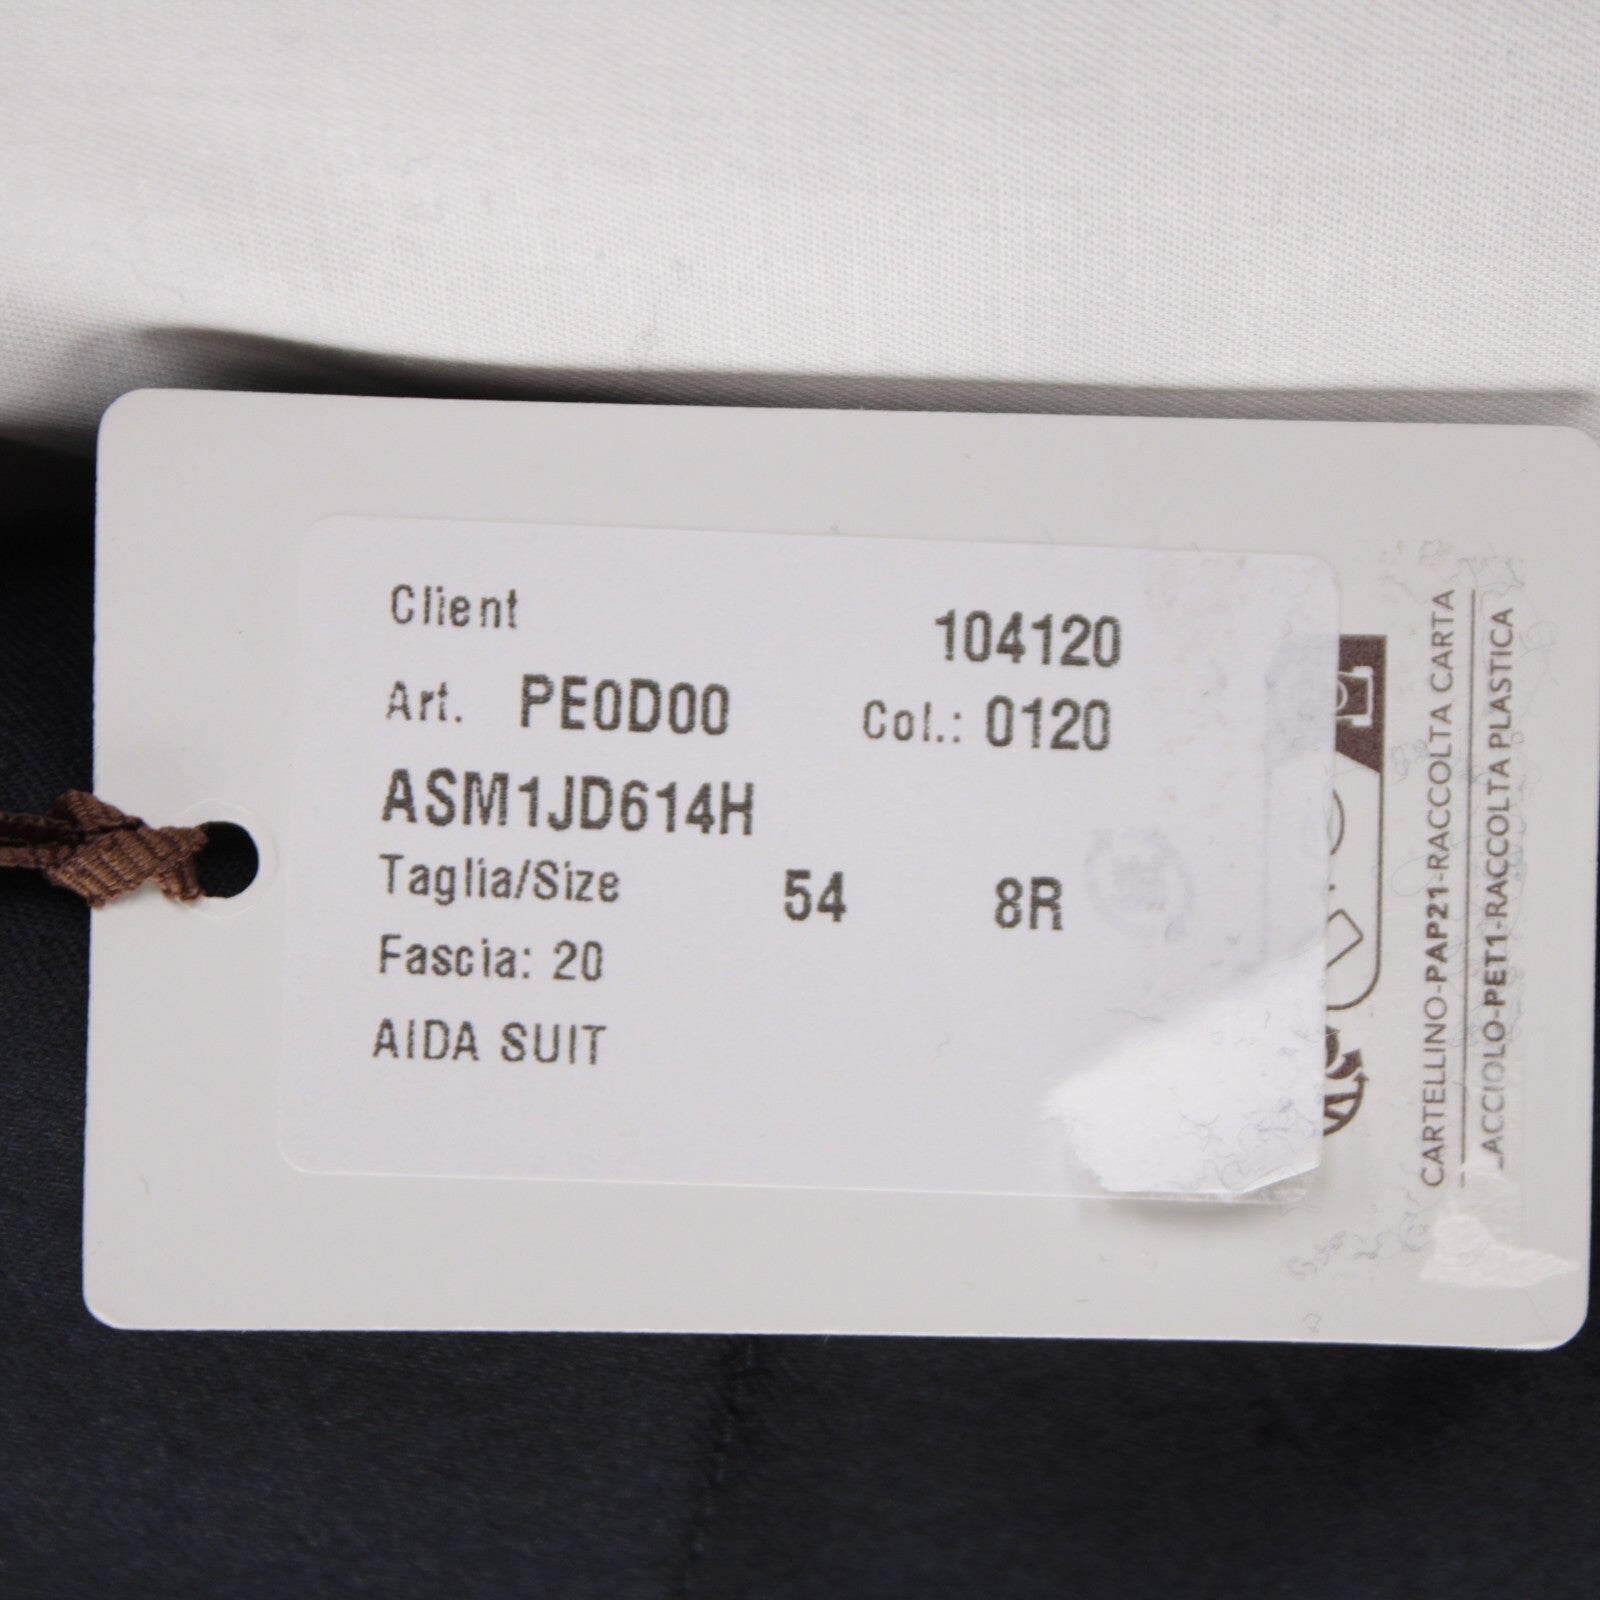 Client 104120
Art. PE0D00 Col.: 0120
ASM1JD614H
Taglia/Size 54 8R
Fascia: 20
AIDA SUIT
CARTELLINO-PAP21-RACCOLTA CARTA
LACCIOLO-PET1-RACCOLTA PLASTICA